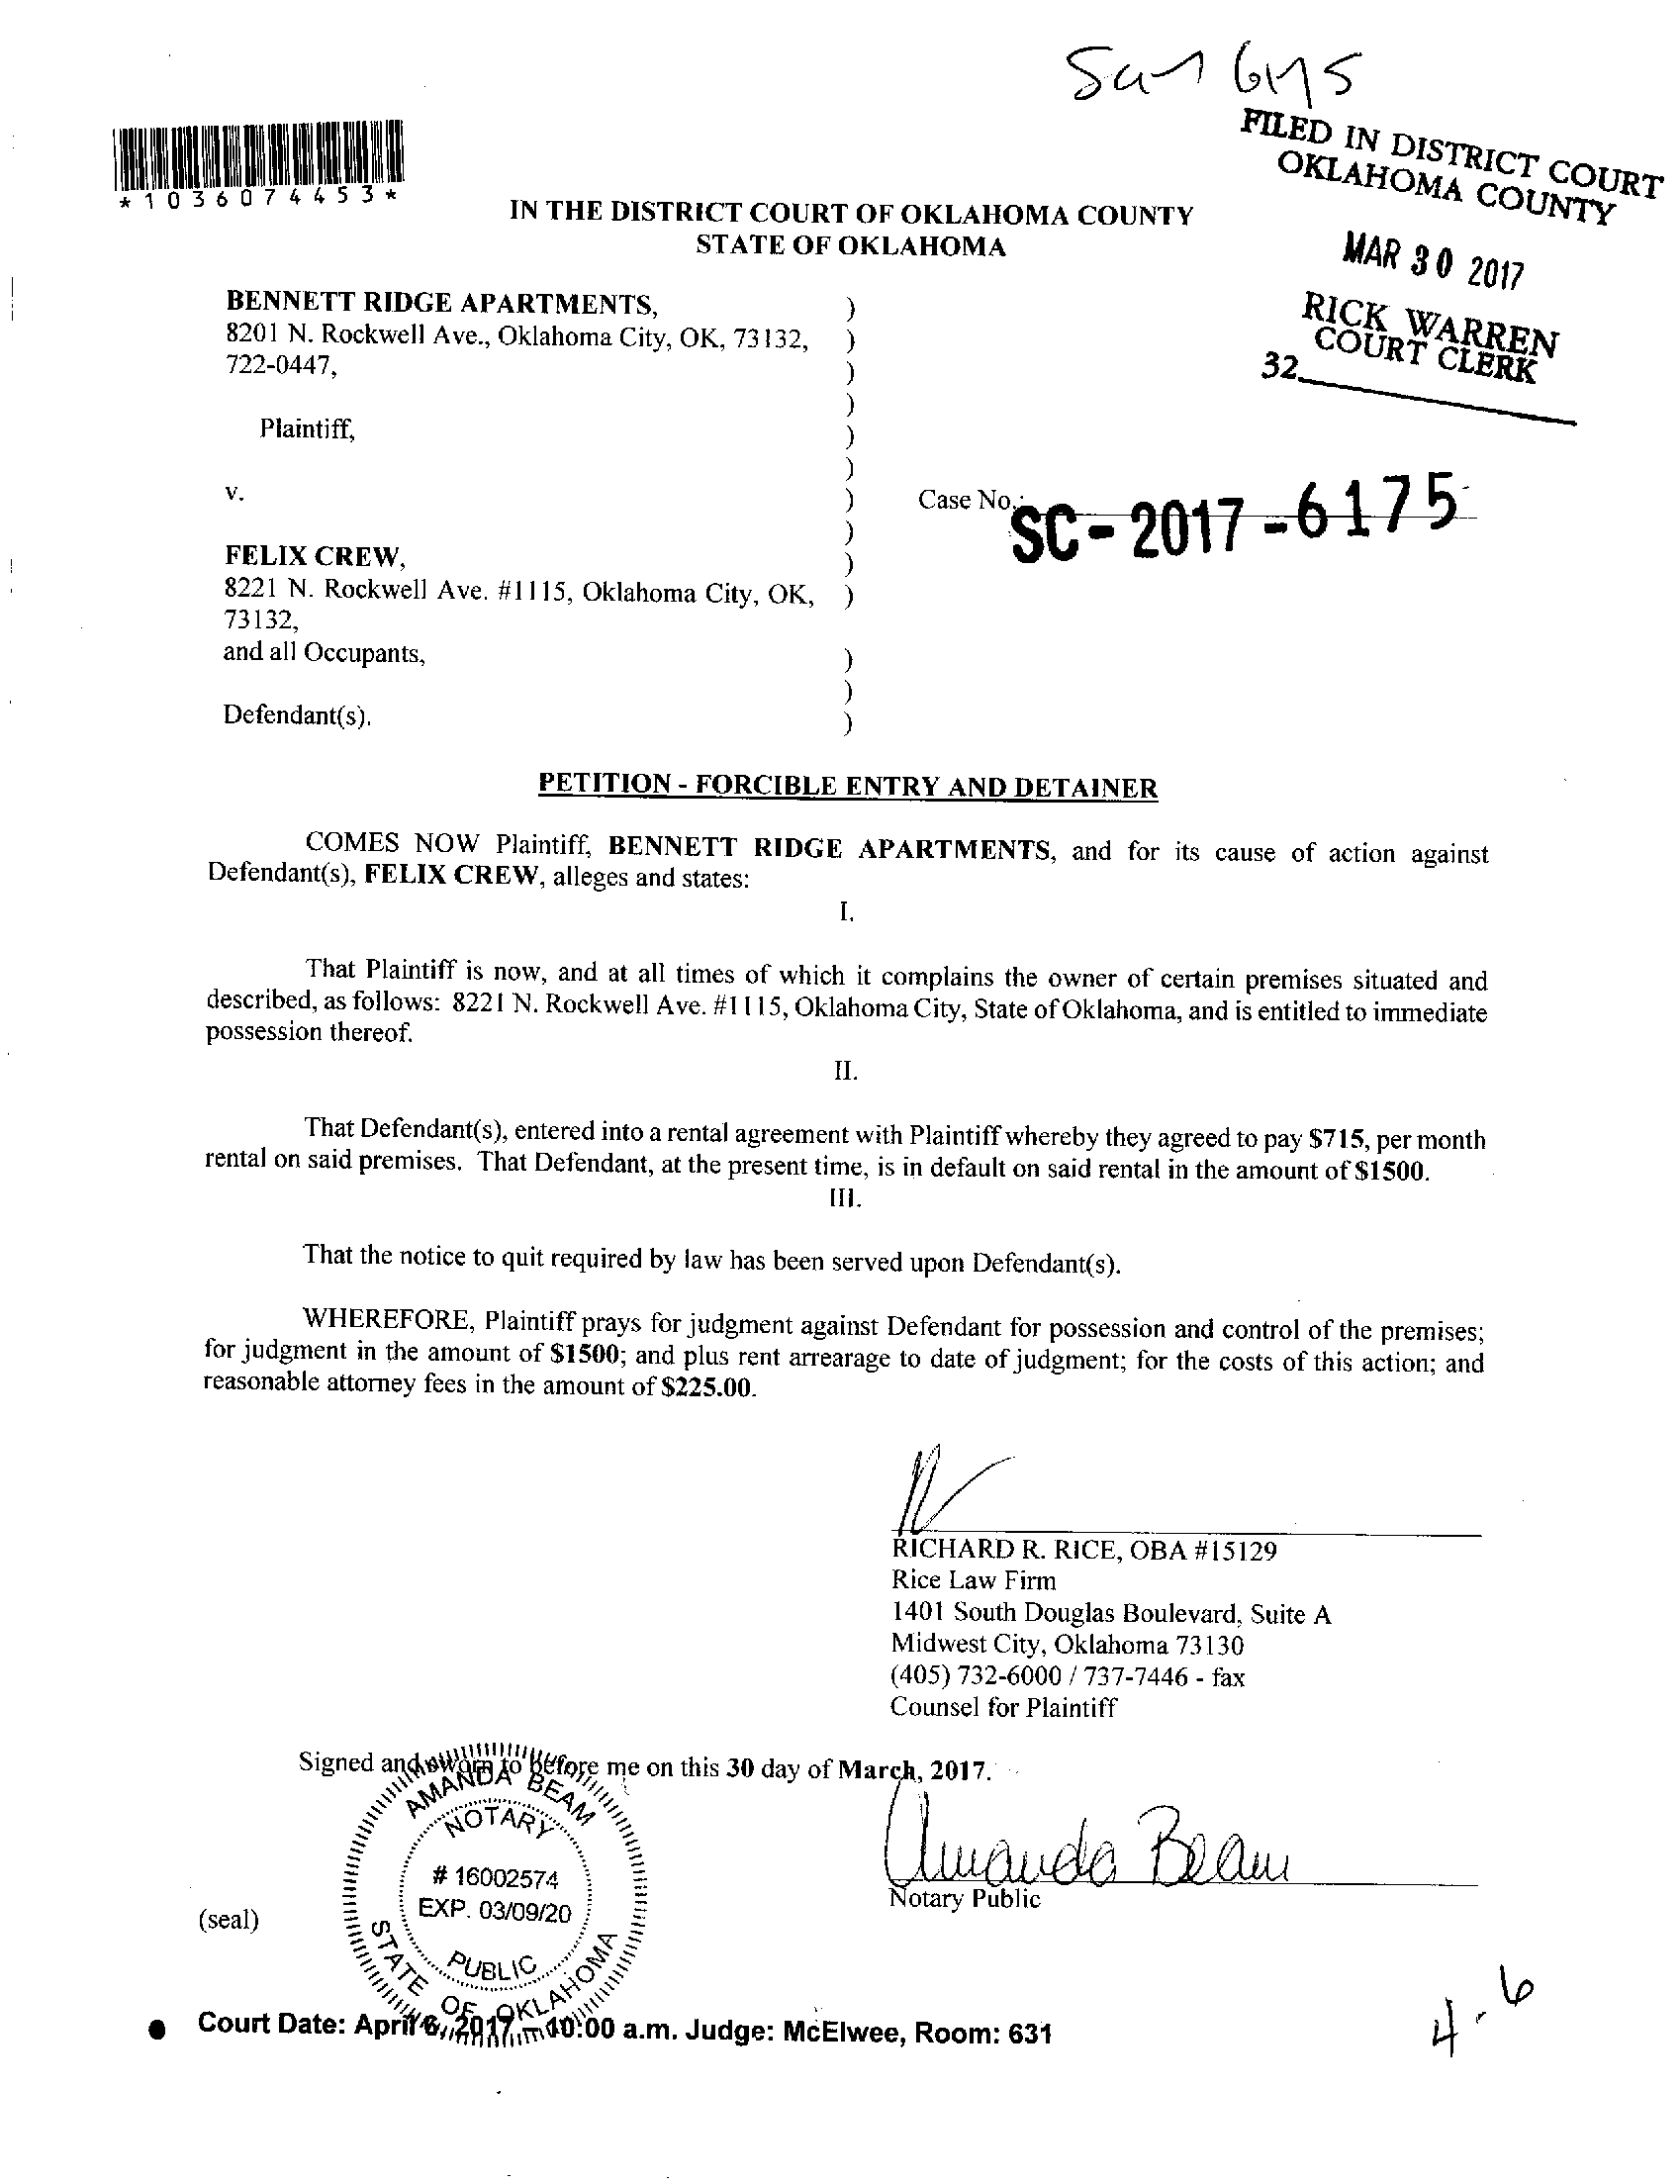 FILED IN DISTRICT COURT
OKLAHOMA COUNTY
MAR 30 2017
RICK WARREN
COURT CLERK
32
*1036074453*
IN THE DISTRICT COURT OF OKLAHOMA COUNTY
STATE OF OKLAHOMA
BENNETT RIDGE APARTMENTS, )
8201 N. Rockwell Ave., Oklahoma City, OK, 73132, )
722-0447, )
)
Plaintiff, )
)
v. )
Case No.: SC-2017-6175
)
FELIX CREW, )
8221 N. Rockwell Ave. #1115, Oklahoma City, OK, )
73132,
and all Occupants, )
)
Defendant(s). )
PETITION - FORCIBLE ENTRY AND DETAINER
COMES NOW Plaintiff, BENNETT RIDGE APARTMENTS, and for its cause of action against
Defendant(s), FELIX CREW, alleges and states:
I.
That Plaintiff is now, and at all times of which it complains the owner of certain premises situated and
described, as follows: 8221 N. Rockwell Ave. #1115, Oklahoma City, State of Oklahoma, and is entitled to immediate
possession thereof.
II.
That Defendant(s), entered into a rental agreement with Plaintiff whereby they agreed to pay $715, per month
rental on said premises. That Defendant, at the present time, is in default on said rental in the amount of $1500.
III.
That the notice to quit required by law has been served upon Defendant(s).
WHEREFORE, Plaintiff prays for judgment against Defendant for possession and control of the premises;
for judgment in the amount of $1500; and plus rent arrearage to date of judgment; for the costs of this action; and
reasonable attorney fees in the amount of $225.00.
RICHARD R. RICE, OBA #15129
Rice Law Firm
1401 South Douglas Boulevard, Suite A
Midwest City, Oklahoma 73130
(405) 732-6000 / 737-7446 - fax
Counsel for Plaintiff
Signed and sworn to before me on this 30 day of March, 2017.
AMANDA BEAM
NOTARY
# 16002574
EXP. 03/09/20
PUBLIC
STATE OF OKLAHOMA
Amanda Beam
Notary Public
(seal)
Court Date: April 6, 2017, 10:00 a.m. Judge: McElwee, Room: 631
4-6